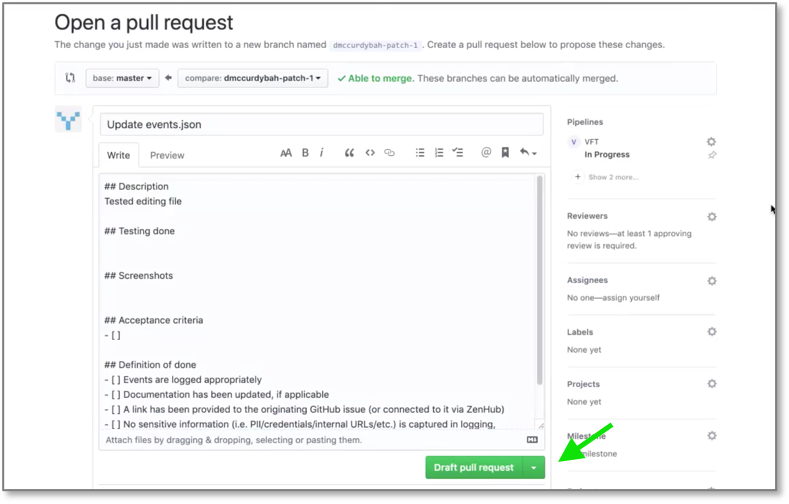 Open a pull request
The change you just made was written to a new branch named dmccurdybah-patch-1 . Create a pull request below to propose these changes.
base: master compare: dmccurdybah-patch-1 Able to merge. These branches can be automatically merged.
Update events.json
Write Preview
AA B i
## Description
Tested editing file
## Testing done
## Screenshots
## Acceptance criteria
- [ ]
## Definition of done
- [ ] Events are logged appropriately
- [ ] Documentation has been updated, if applicable
- [ ] A link has been provided to the originating GitHub issue (or connected to it via ZenHub)
- [ ] No sensitive information (i.e. PII/credentials/internal URLs/etc.) is captured in logging,
Attach files by dragging & dropping, selecting or pasting them.
Draft pull request
Pipelines
V VFT
In Progress
+ Show 2 more...
Reviewers
No reviews—at least 1 approving
review is required.
Assignees
No one—assign yourself
Labels
None yet
Projects
None yet
Milestone
milestone